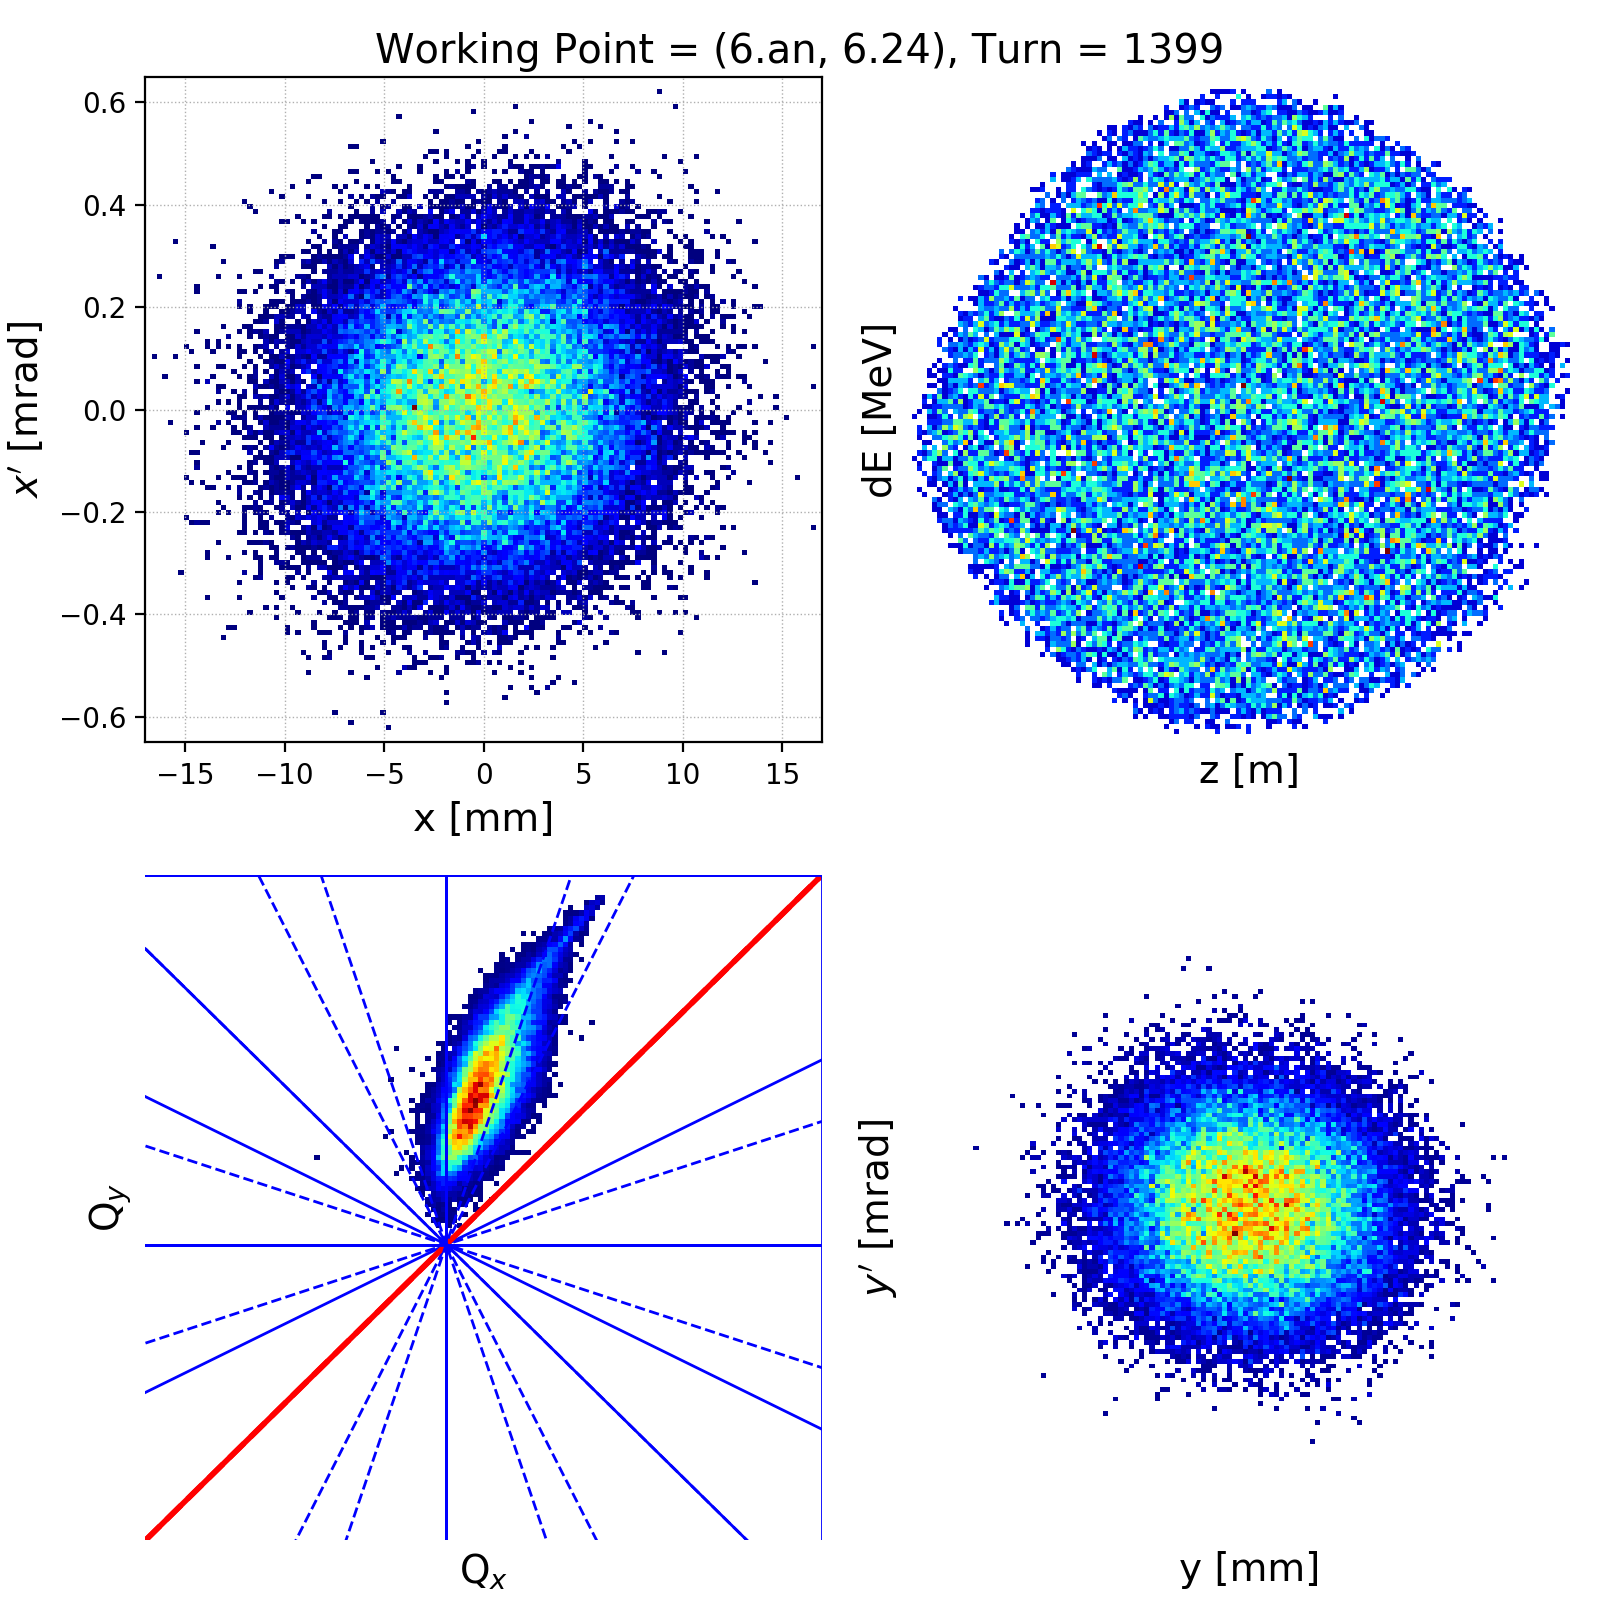 Working Point = (6.an, 6.24), Turn = 1399
0.6
0.4
0.2
0.0
−0.2
−0.4
−0.6
x′ [mrad]
−15 −10 −5 0 5 10 15
x [mm]
dE [MeV]
z [m]
Qy
Qx
y′ [mrad]
y [mm]